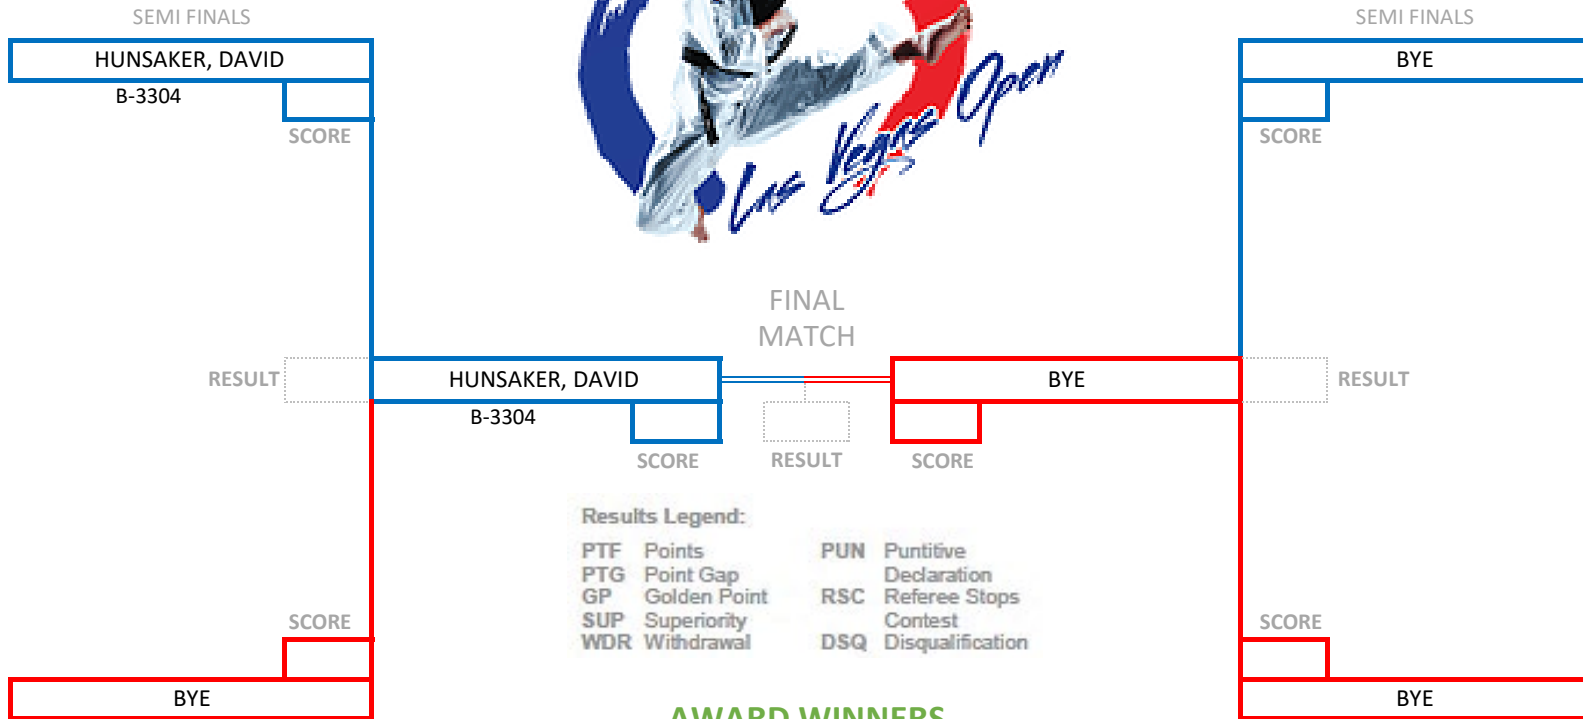 SEMI FINALS
SEMI FINALS
HUNSAKER, DAVID
BYE
B-3304
SCORE
SCORE
Las Vegas Open
FINAL
MATCH
RESULT
HUNSAKER, DAVID
BYE
RESULT
B-3304
SCORE
RESULT
SCORE
Results Legend:
PTF Points
PTG Point Gap
GP Golden Point
SUP Superiority
WDR Withdrawal
PUN Puntitive
Declaration
RSC Referee Stops
Contest
DSQ Disqualification
SCORE
SCORE
BYE
BYE
AWARD WINNERS